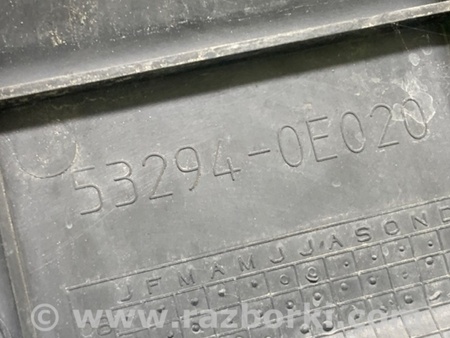 53294-0E020
J F M A M J J A S O N D
www.razborki.com